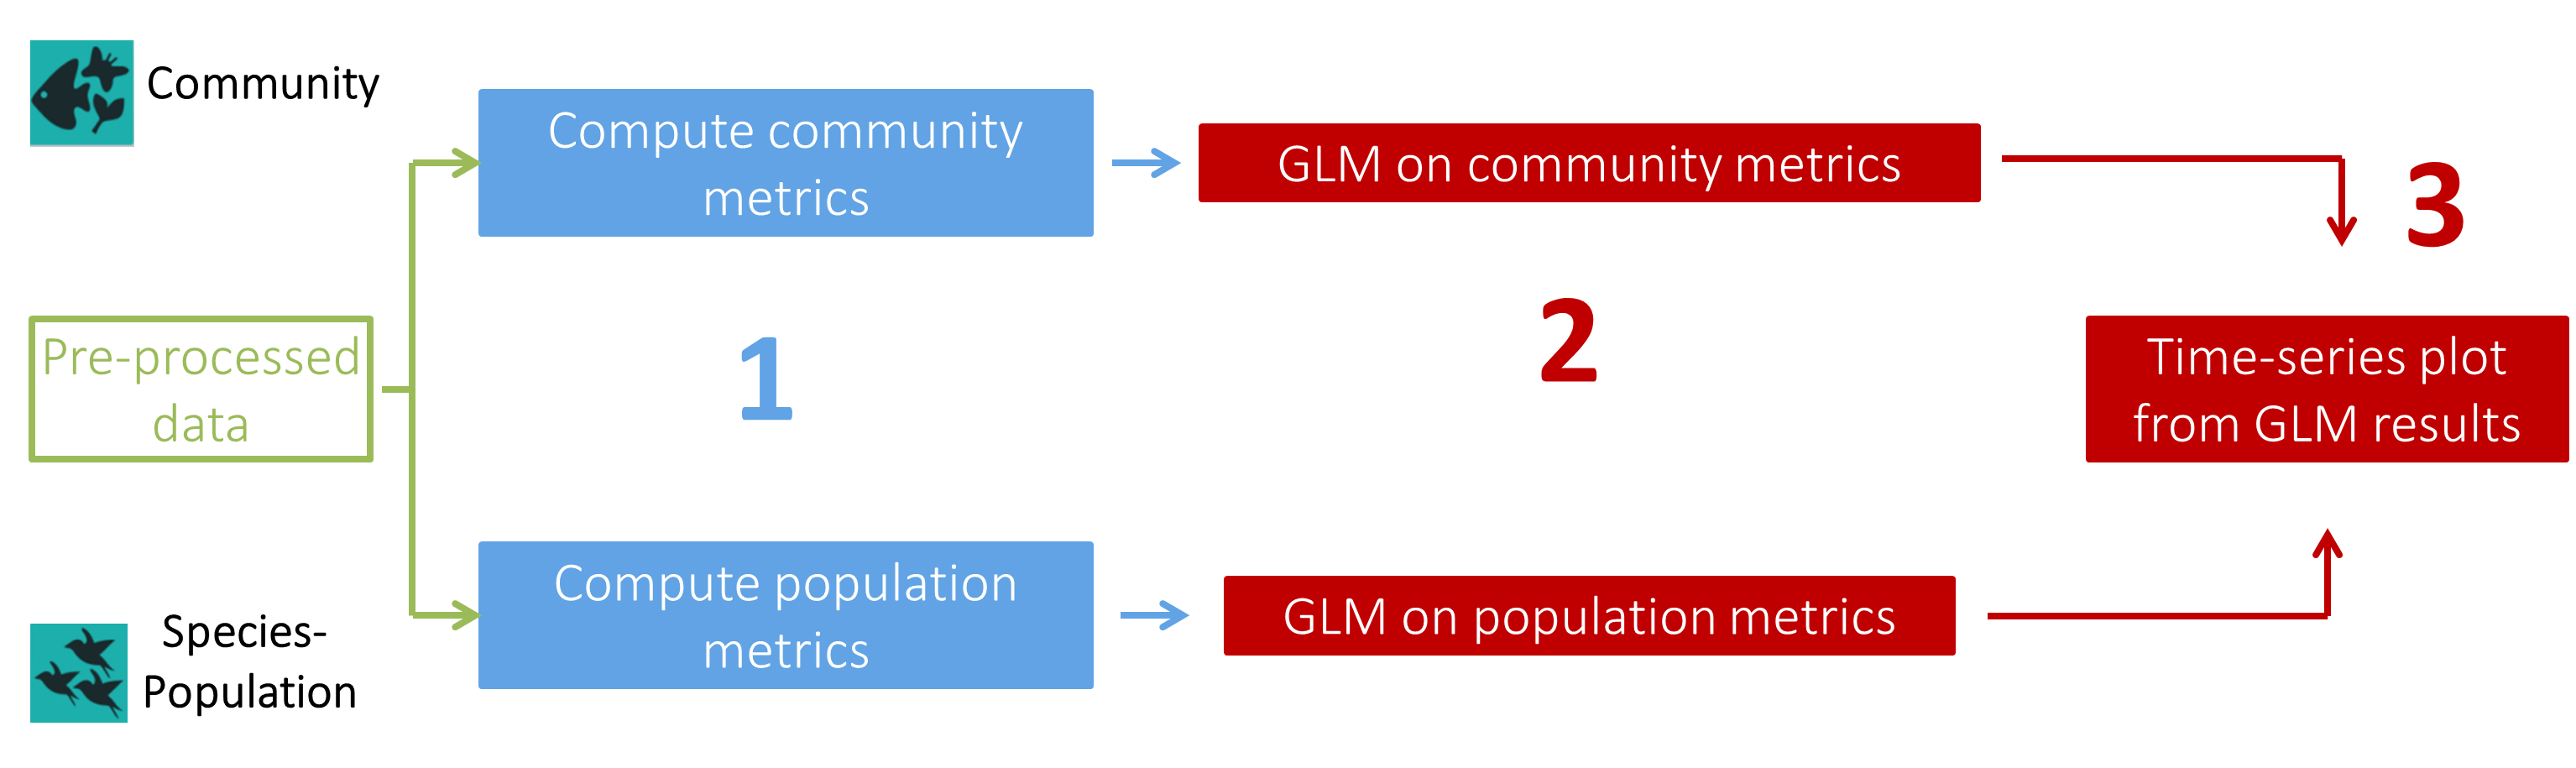 Community
Compute community
metrics
GLM on community metrics
3
Pre-processed
data
1
2
Time-series plot
from GLM results
Species-
Population
Compute population
metrics
GLM on population metrics